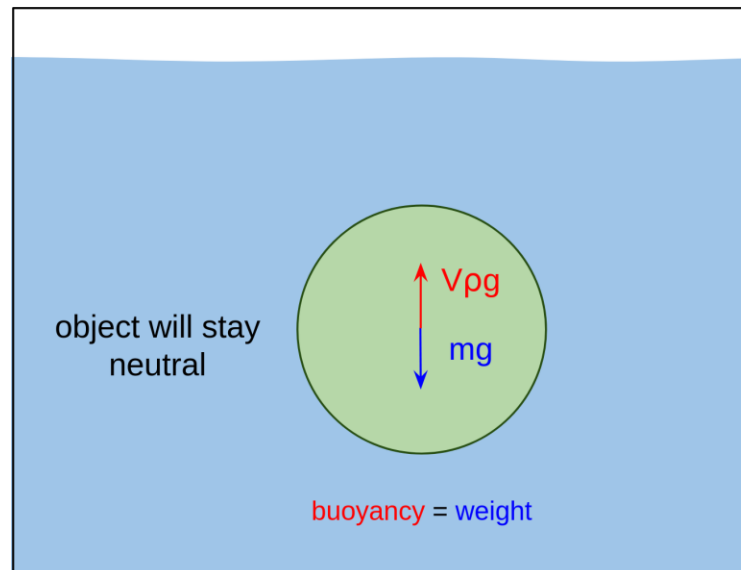 Vρg
object will stay
neutral
mg
buoyancy = weight